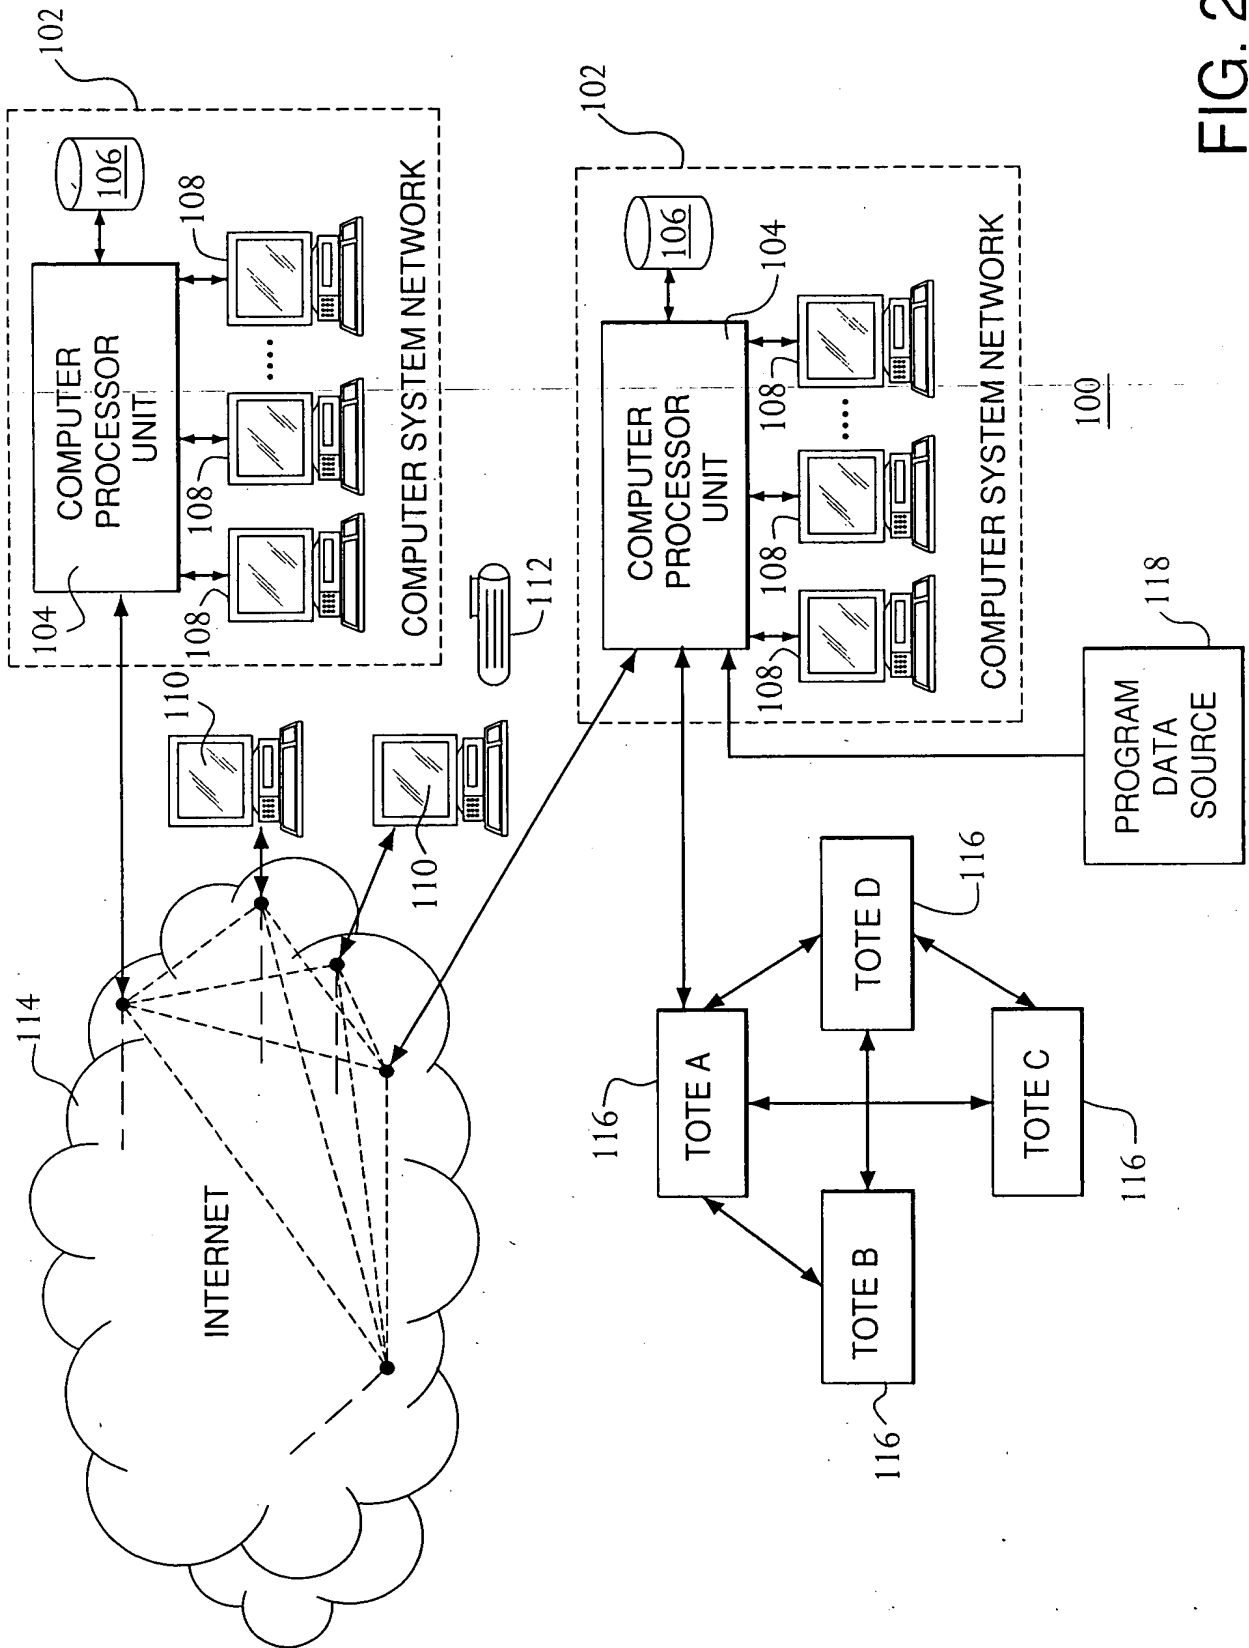 102
COMPUTER
PROCESSOR
UNIT
104
106
108
108
108
COMPUTER SYSTEM NETWORK
110
110
112
114
INTERNET
102
COMPUTER
PROCESSOR
UNIT
104
106
108
108
108
COMPUTER SYSTEM NETWORK
116
TOTE A
TOTE B
116
TOTE D
116
TOTE C
116
PROGRAM
DATA
SOURCE
118
100
FIG. 2